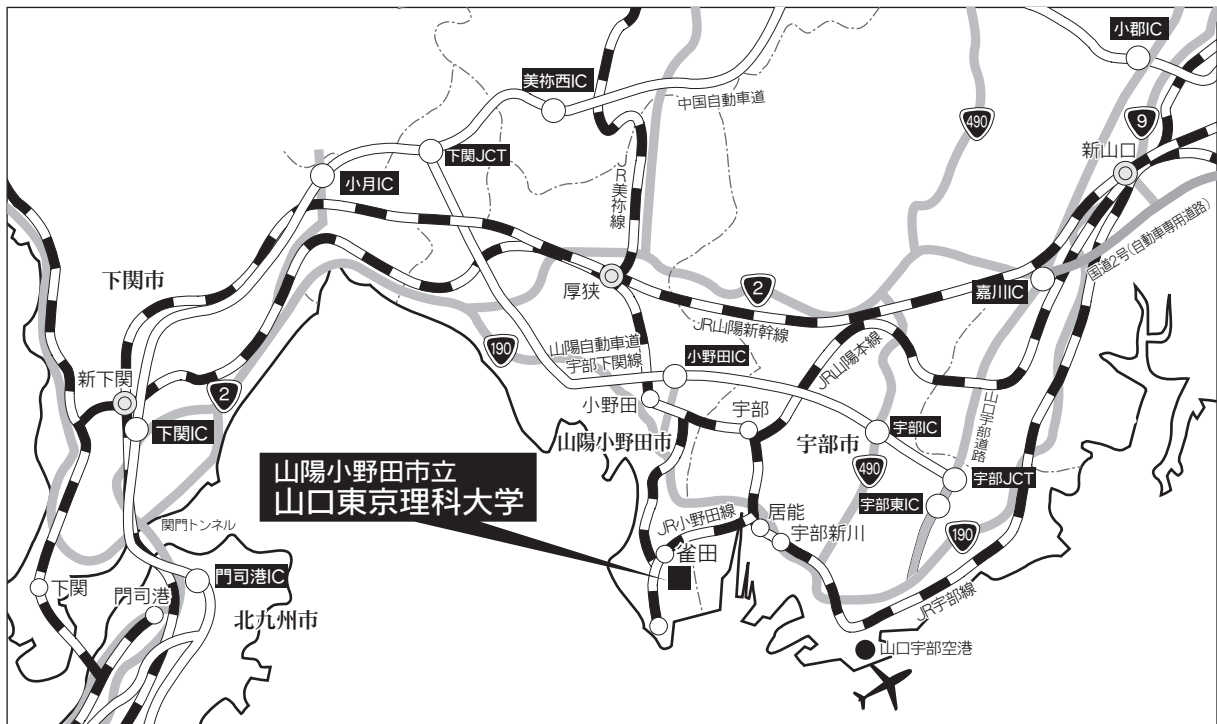 小郡IC
美祢西IC
中国自動車道
490
9
新山口
下関JCT
小月IC
JR美祢線
国道2号(自動車専用道路)
下関市
厚狭
2
嘉川IC
JR山陽新幹線
190
山陽自動車道
宇部下関線
小野田IC
JR山陽本線
新下関
2
小野田
宇部
山口宇部道路
下関IC
山陽小野田市
宇部市
宇部IC
山陽小野田市立
山口東京理科大学
490
宇部JCT
宇部東IC
関門トンネル
JR小野田線
居能
宇部新川
190
雀田
下関
門司港
門司港IC
北九州市
JR宇部線
山口宇部空港